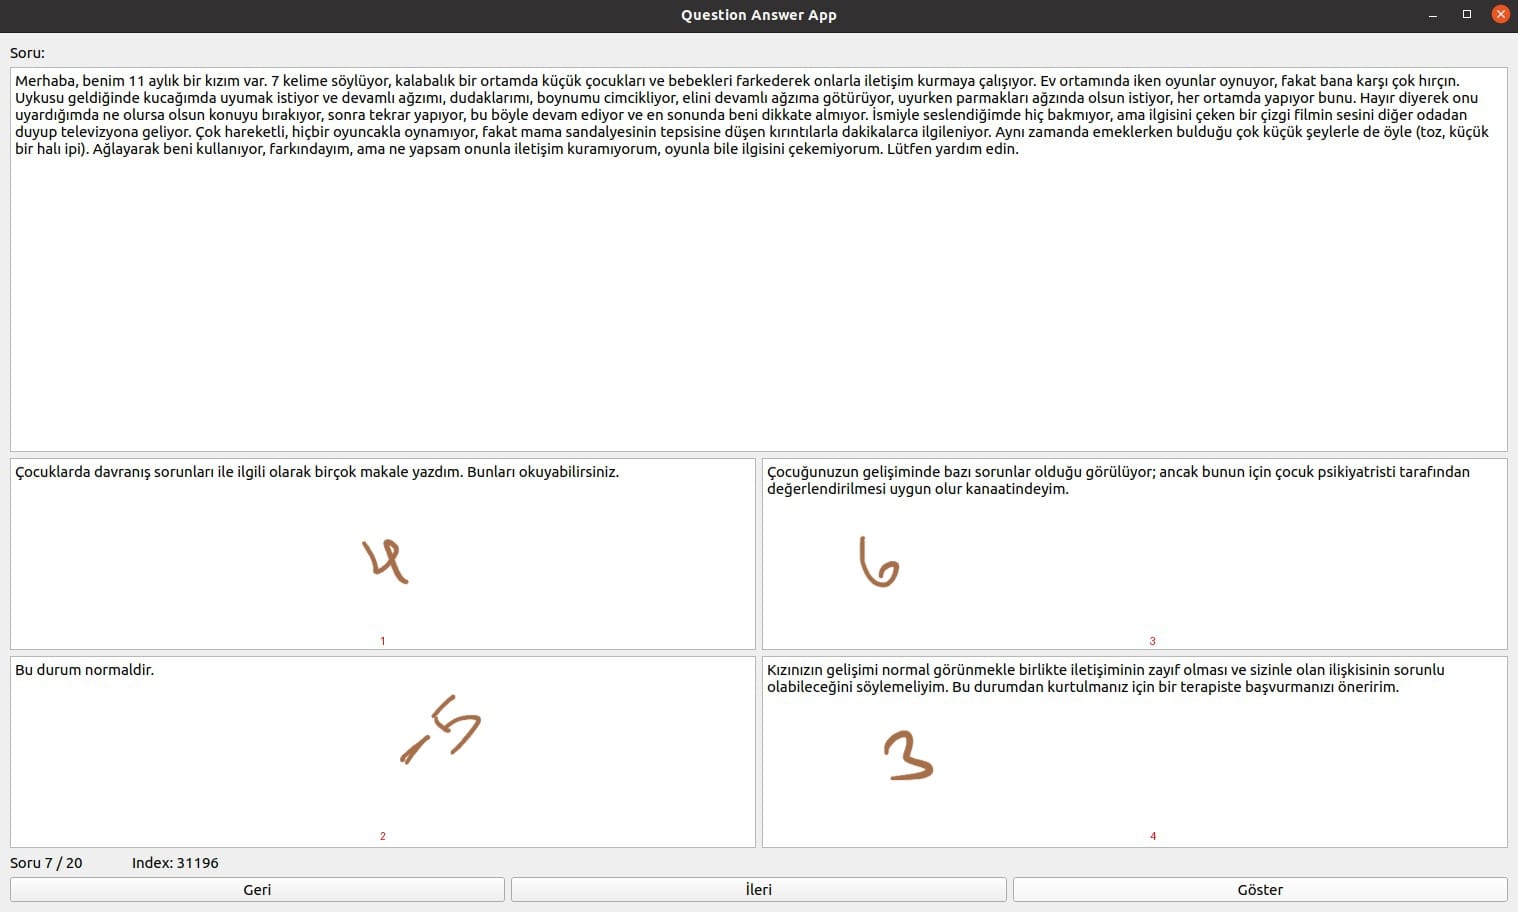 Question Answer App
Soru:
Merhaba, benim 11 aylık bir kızım var. 7 kelime söylüyor, kalabalık bir ortamda küçük çocukları ve bebekleri farkederek onlarla iletişim kurmaya çalışıyor. Ev ortamında iken oyunlar oynuyor, fakat bana karşı çok hırçın.
Uykusu geldiğinde kucağımda uyumak istiyor ve devamlı ağzımı, dudaklarımı, boynumu cimcikliyor, elini devamlı ağzıma götürüyor, uyurken parmakları ağzında olsun istiyor, her ortamda yapıyor bunu. Hayır diyerek onu
uyardığımda ne olursa olsun konuyu bırakıyor, sonra tekrar yapıyor, bu böyle devam ediyor ve en sonunda beni dikkate almıyor. İsmiyle seslendiğimde hiç bakmıyor, ama ilgisini çeken bir çizgi filmin sesini diğer odadan
duyup televizyona geliyor. Çok hareketli, hiçbir oyuncakla oynamıyor, fakat mama sandalyesinin tepsisine düşen kırıntılarla dakikalarca ilgileniyor. Aynı zamanda emeklerken bulduğu çok küçük şeylerle de öyle (toz, küçük
bir halı ipi). Ağlayarak beni kullanıyor, farkındayım, ama ne yapsam onunla iletişim kuramıyorum, oyunla bile ilgisini çekemiyorum. Lütfen yardım edin.
Çocuklarda davranış sorunları ile ilgili olarak birçok makale yazdım. Bunları okuyabilirsiniz.
4
1
Çocuğunuzun gelişiminde bazı sorunlar olduğu görülüyor; ancak bunun için çocuk psikiyatristi tarafından
değerlendirilmesi uygun olur kanaatindeyim.
6
3
Bu durum normaldir.
-5
2
Kızınızın gelişimi normal görünmekle birlikte iletişiminin zayıf olması ve sizinle olan ilişkisinin sorunlu
olabileceğini söylemeliyim. Bu durumdan kurtulmanız için bir terapiste başvurmanızı öneririm.
3
4
Soru 7 / 20 Index: 31196
Geri İleri Göster